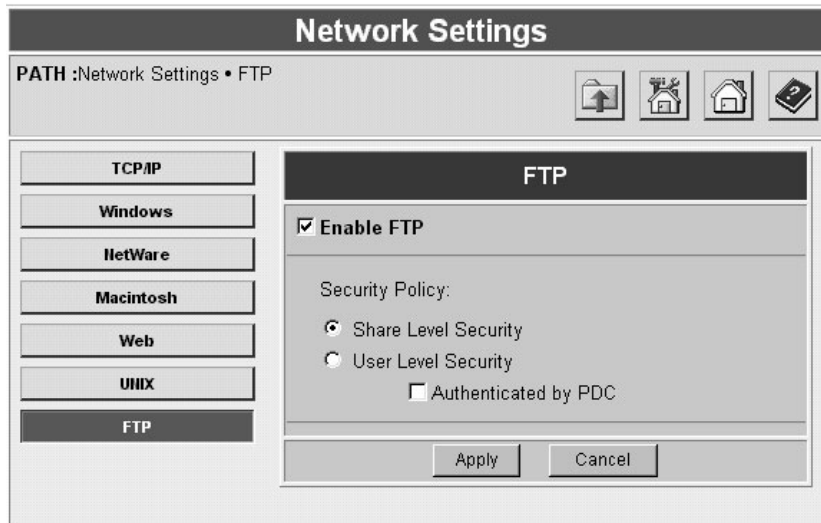 Network Settings
PATH :Network Settings • FTP
TCP/IP
Windows
NetWare
Macintosh
Web
UNIX
FTP
FTP
Enable FTP
Security Policy:
Share Level Security
User Level Security
Authenticated by PDC
Apply
Cancel